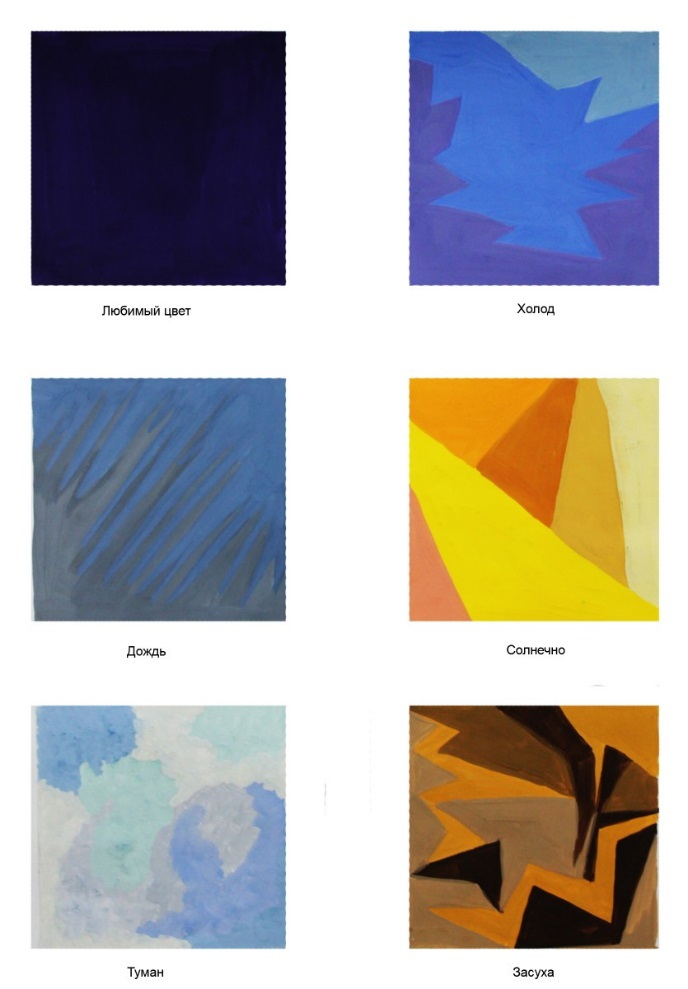 Любимый цвет
Холод
Дождь
Солнечно
Туман
Засуха